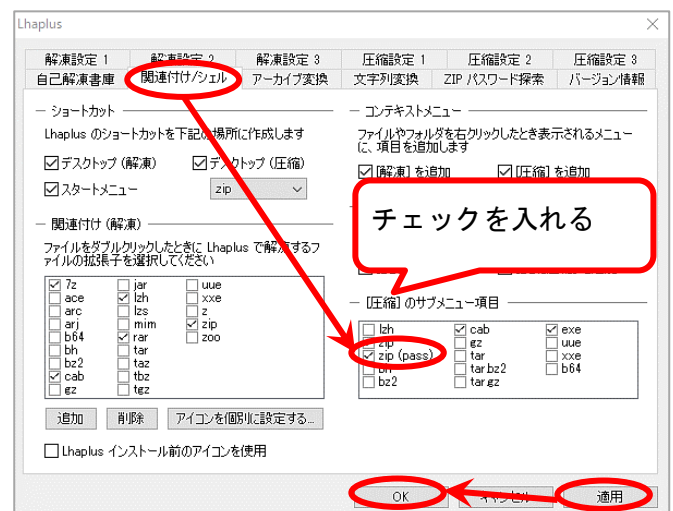 Lhaplus
解凍設定 1 解凍設定 2 解凍設定 3 圧縮設定 1 圧縮設定 2 圧縮設定 3
自己解凍書庫 関連付け/シェル アーカイブ変換 文字列変換 ZIP パスワード探索 バージョン情報
ショートカット
Lhaplus のショートカットを下記の場所に作成します
デスクトップ (解凍) デスクトップ (圧縮)
スタートメニュー zip
関連付け (解凍)
ファイルをダブルクリックしたときに Lhaplus で解凍するフ
ァイルの拡張子を選択してください
7z jar uue
ace lzh xxe
arc lzs z
arj mim zip
b64 rar zoo
bh tar
bz2 taz
cab tbz
gz tgz
追加 削除 アイコンを個別に設定する...
Lhaplus インストール前のアイコンを使用
コンテキストメニュー
ファイルやフォルダを右クリックしたとき表示されるメニュー
に、項目を追加します
[解凍] を追加 [圧縮] を追加
チェックを入れる
[圧縮] のサブメニュー項目
lzh cab exe
zip gz uue
zip (pass) tar xxe
bh tar.bz2 b64
bz2 tar.gz
OK キャンセル 適用